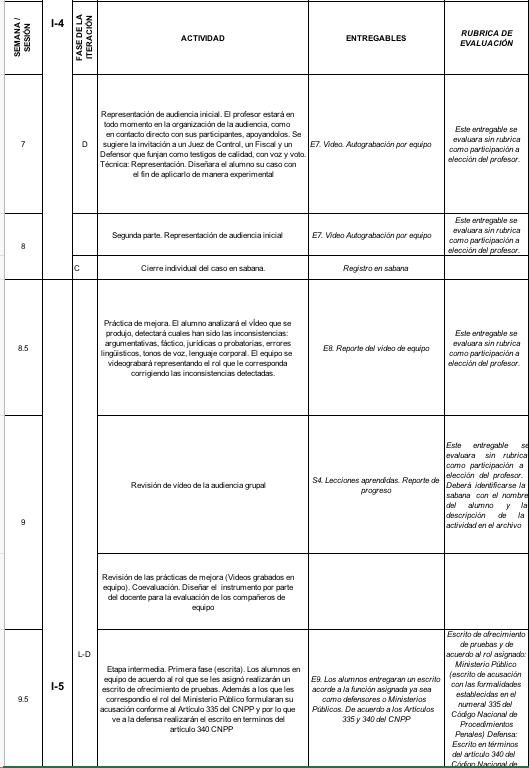 SEMANA /
SESIÓN
I-4
FASE DE LA
ITERACIÓN
ACTIVIDAD
ENTREGABLES
RUBRICA DE
EVALUACIÓN
7
D
Representación de audiencia inicial. El profesor estará en
todo momento en la organización de la audiencia, como
en contacto directo con sus participantes, apoyandolos. Se
sugiere la invitación a un Juez de Control, un Fiscal y un
Defensor que funjan como testigos de calidad, con voz y voto.
Técnica: Representación. Diseñara el alumno su caso con
el fin de aplicarlo de manera experimental
E7. Video. Autograbación por equipo
Este entregable se
evaluara sin rubrica
como participación a
elección del profesor.
8
Segunda parte. Representación de audiencia inicial
E7. Video Autograbación por equipo
Este entregable se
evaluara sin rubrica
como participación a
elección del profesor.
C
Cierre individual del caso en sabana.
Registro en sabana
8.5
Práctica de mejora. El alumno analizará el vídeo que se
produjo, detectará cuales han sido las inconsistencias:
argumentativas, fáctico, jurídicas o probatorias, errores
lingüisticos, tonos de voz, lenguaje corporal. El equipo se
videograbará representando el rol que le corresponda
corrigiendo las inconsistencias detectadas.
E8. Reporte del video de equipo
Este entregable se
evaluara sin rubrica
como participación a
elección del profesor.
9
Revisión de vídeo de la audiencia grupal
S4. Lecciones aprendidas. Reporte de
progreso
Este entregable se
evaluara sin rubrica
como participación a
elección del profesor.
Deberá identificarse la
sabana con el nombre
del alumno y la
descripción de la
actividad en el archivo
Revisión de las prácticas de mejora (Videos grabados en
equipo). Coevaluación. Diseñar el instrumento por parte
del docente para la evaluación de los compañeros de
equipo
L-D
9.5
I-5
Etapa intermedia. Primera fase (escrita). Los alumnos en
equipo de acuerdo al rol que se les asignó realizarán un
escrito de ofrecimiento de pruebas. Además a los que les
correspondio el rol del Ministerio Público formularan su
acusación conforme al Artículo 335 del CNPP y por lo que
ve a la defensa realizarán el escrito en terminos del
artículo 340 CNPP
E9. Los alumnos entregaran un escrito
acorde a la función asignada ya sea
como defensores o Ministerios
Públicos. De acuerdo a los Artículos
335 y 340 del CNPP
Escrito de ofrecimiento
de pruebas y de
acuerdo al rol asignado:
Ministerio Público
(escrito de acusación
con las formalidades
establecidas en el
numeral 335 del
Código Nacional de
Procedimientos
Penales) Defensa:
Escrito en términos
del artículo 340 del
Código Nacional de